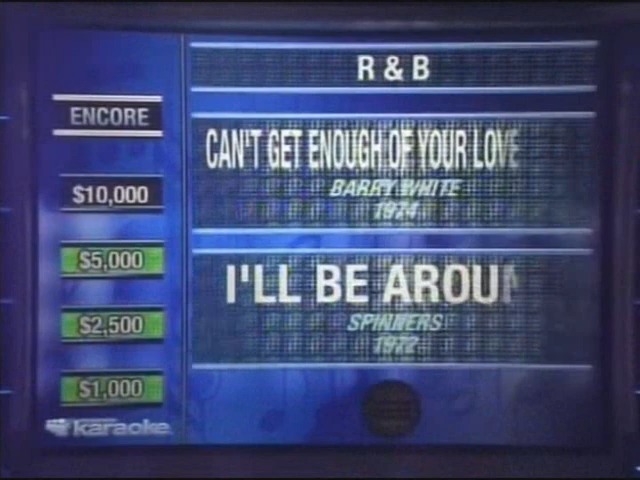 R & B
ENCORE
CAN'T GET ENOUGH OF YOUR LOVE
BARRY WHITE
1974
$10,000
$5,000
I'LL BE AROUN
SPINNERS
1972
$2,500
$1,000
karaoke